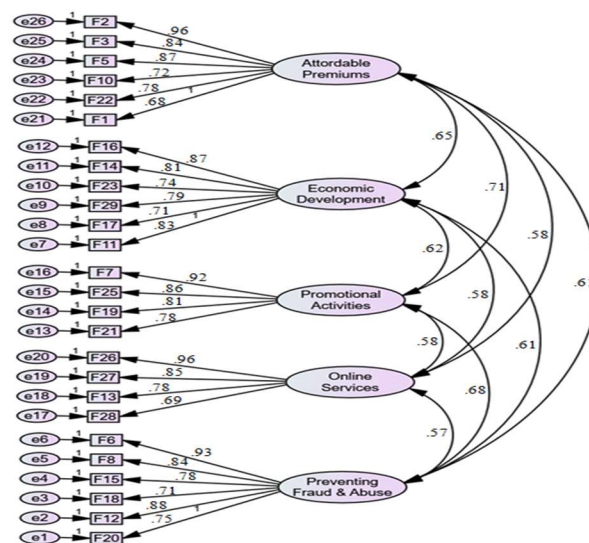 e26 1 F2 .96
e25 1 F3 .84
e24 1 F5 .87
e23 1 F10 .72
e22 1 F22 .78
e21 1 F1 .68 1
Attordable
Premiums
e12 1 F16 .87
e11 1 F14 .81
e10 1 F23 .74
e9 1 F29 .79
e8 1 F17 .71
e7 1 F11 .83 1
Economic
Development
e16 1 F7 .92
e15 1 F25 .86
e14 1 F19 .81
e13 1 F21 .78
Promotional
Activities
e20 1 F26 .96
e19 1 F27 .85
e18 1 F13 .78
e17 1 F28 .69
Online
Services
e6 1 F6 .93
e5 1 F8 .84
e4 1 F15 .78
e3 1 F18 .71
e2 1 F12 .88
e1 1 F20 .75 1
Preventing
Fraud & Abuse
.65
.71
.58
.61
.62
.58
.61
.58
.68
.57